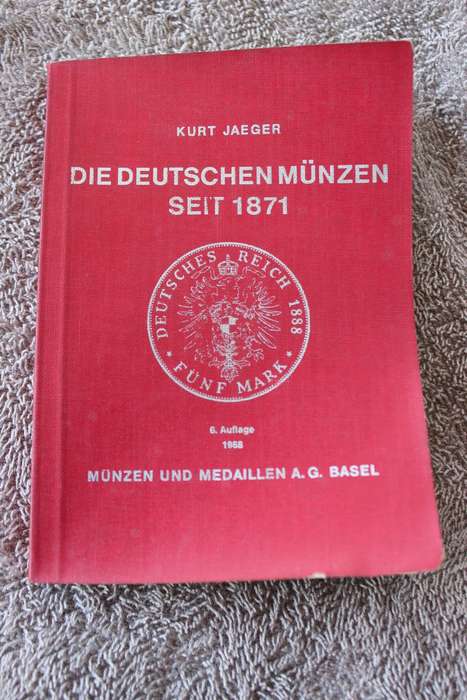 KURT JAEGER
DIE DEUTSCHEN MÜNZEN
SEIT 1871
DEUTSCHES REICH 1888
* FÜNF MARK *
6. Auflage
1968
MÜNZEN UND MEDAILLEN A.G. BASEL